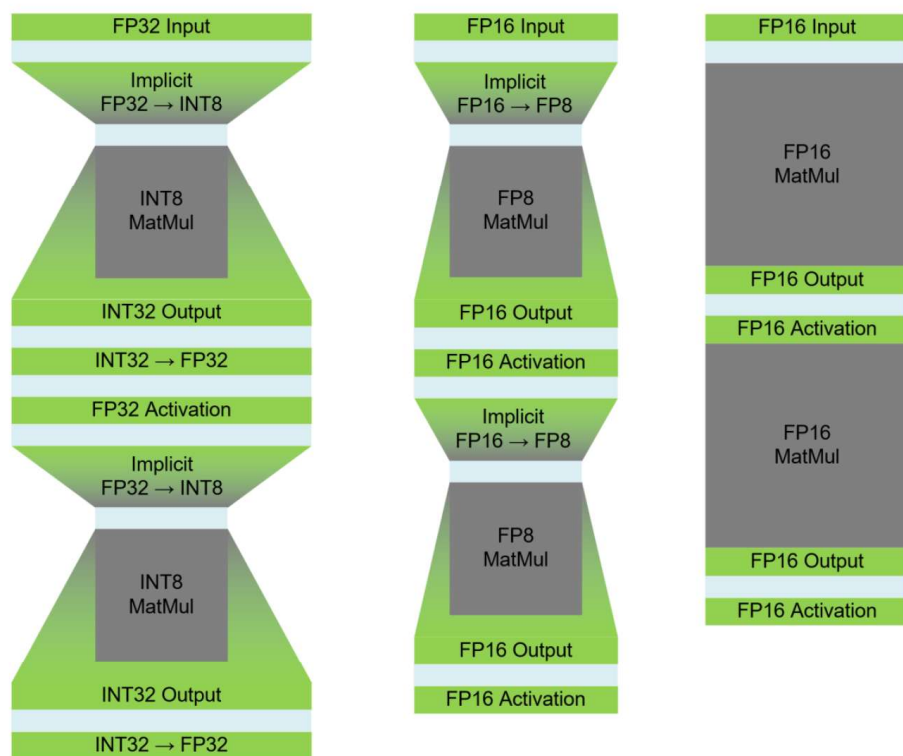 FP32 Input
Implicit
FP32 → INT8
INT8
MatMul
INT32 Output
INT32 → FP32
FP32 Activation
Implicit
FP32 → INT8
INT8
MatMul
INT32 Output
INT32 → FP32
FP16 Input
Implicit
FP16 → FP8
FP8
MatMul
FP16 Output
FP16 Activation
Implicit
FP16 → FP8
FP8
MatMul
FP16 Output
FP16 Activation
FP16 Input
FP16
MatMul
FP16 Output
FP16 Activation
FP16
MatMul
FP16 Output
FP16 Activation